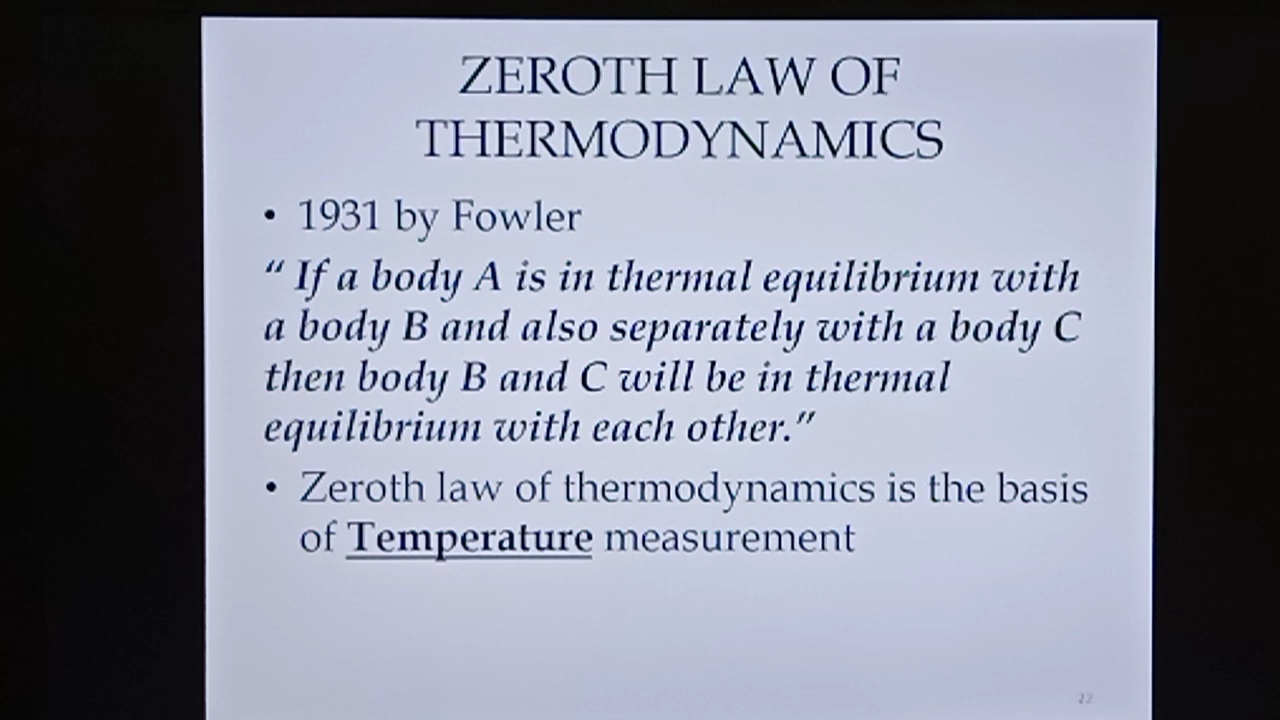 ZEROTH LAW OF
THERMODYNAMICS
• 1931 by Fowler
“ If a body A is in thermal equilibrium with
a body B and also separately with a body C
then body B and C will be in thermal
equilibrium with each other.”
• Zeroth law of thermodynamics is the basis
of Temperature measurement
22